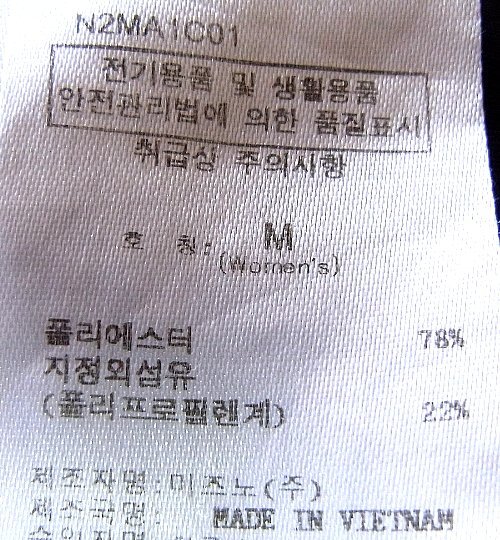 N2MA1C01
전기용품 및 생활용품
안전관리법에 의한 품질표시
취급상 주의사항
호 칭: M
(Women's)
폴리에스터 78%
지정외섬유
(폴리프로필렌계) 22%
제조자명:미즈노(주)
제조국명: MADE IN VIETNAM